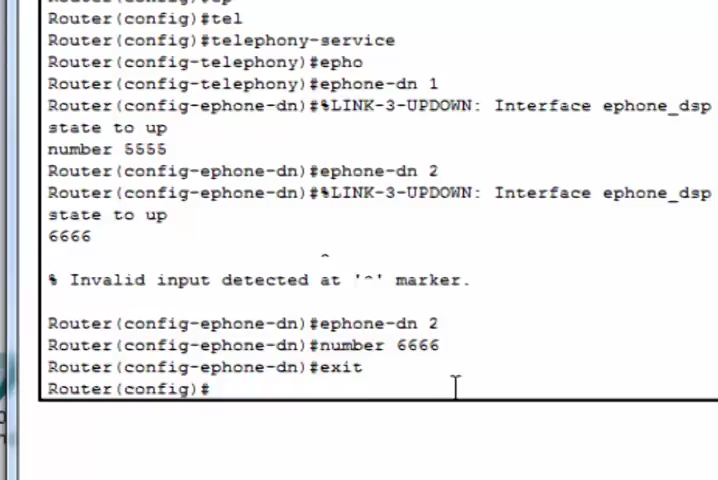 Router(config)#tel
Router(config)#telephony-service
Router(config-telephony)#epho
Router(config-telephony)#ephone-dn 1
Router(config-ephone-dn)#%LINK-3-UPDOWN: Interface ephone_dsp
state to up
number 5555
Router(config-ephone-dn)#ephone-dn 2
Router(config-ephone-dn)#%LINK-3-UPDOWN: Interface ephone_dsp
state to up
6666
^
% Invalid input detected at '^' marker.
Router(config-ephone-dn)#ephone-dn 2
Router(config-ephone-dn)#number 6666
Router(config-ephone-dn)#exit
Router(config)#